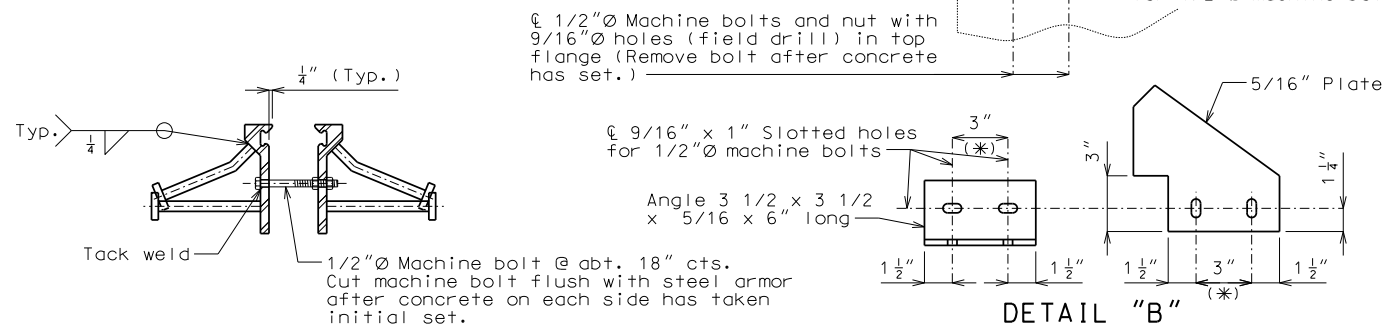 ℄ 1/2"Ø Machine bolts and nut with
9/16"Ø holes (field drill) in top
flange (Remove bolt after concrete
has set.)
1/4" (Typ.)
Typ.
1/4
Tack weld
1/2"Ø Machine bolt @ abt. 18" cts.
Cut machine bolt flush with steel armor
after concrete on each side has taken
initial set.
℄ 9/16" x 1" Slotted holes
for 1/2"Ø machine bolts
Angle 3 1/2 x 3 1/2
x 5/16 x 6" long
3"
(*)
1 1/2"
1 1/2"
5/16" Plate
3"
1 1/4"
1 1/2"
3"
(*)
1 1/2"
DETAIL "B"